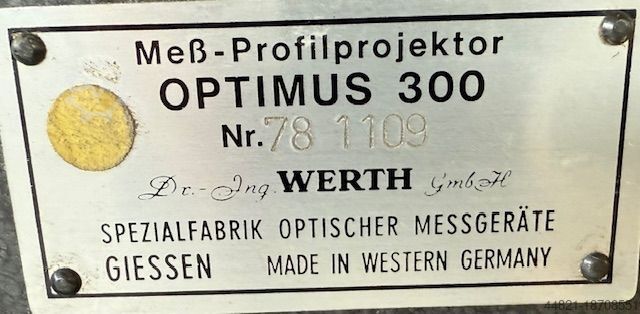 Meß-Profilprojektor
OPTIMUS 300
Nr. 78 1109
Dr.-Ing. WERTH GmbH
SPEZIALFABRIK OPTISCHER MESSGERÄTE
GIESSEN MADE IN WESTERN GERMANY
44821-18708551